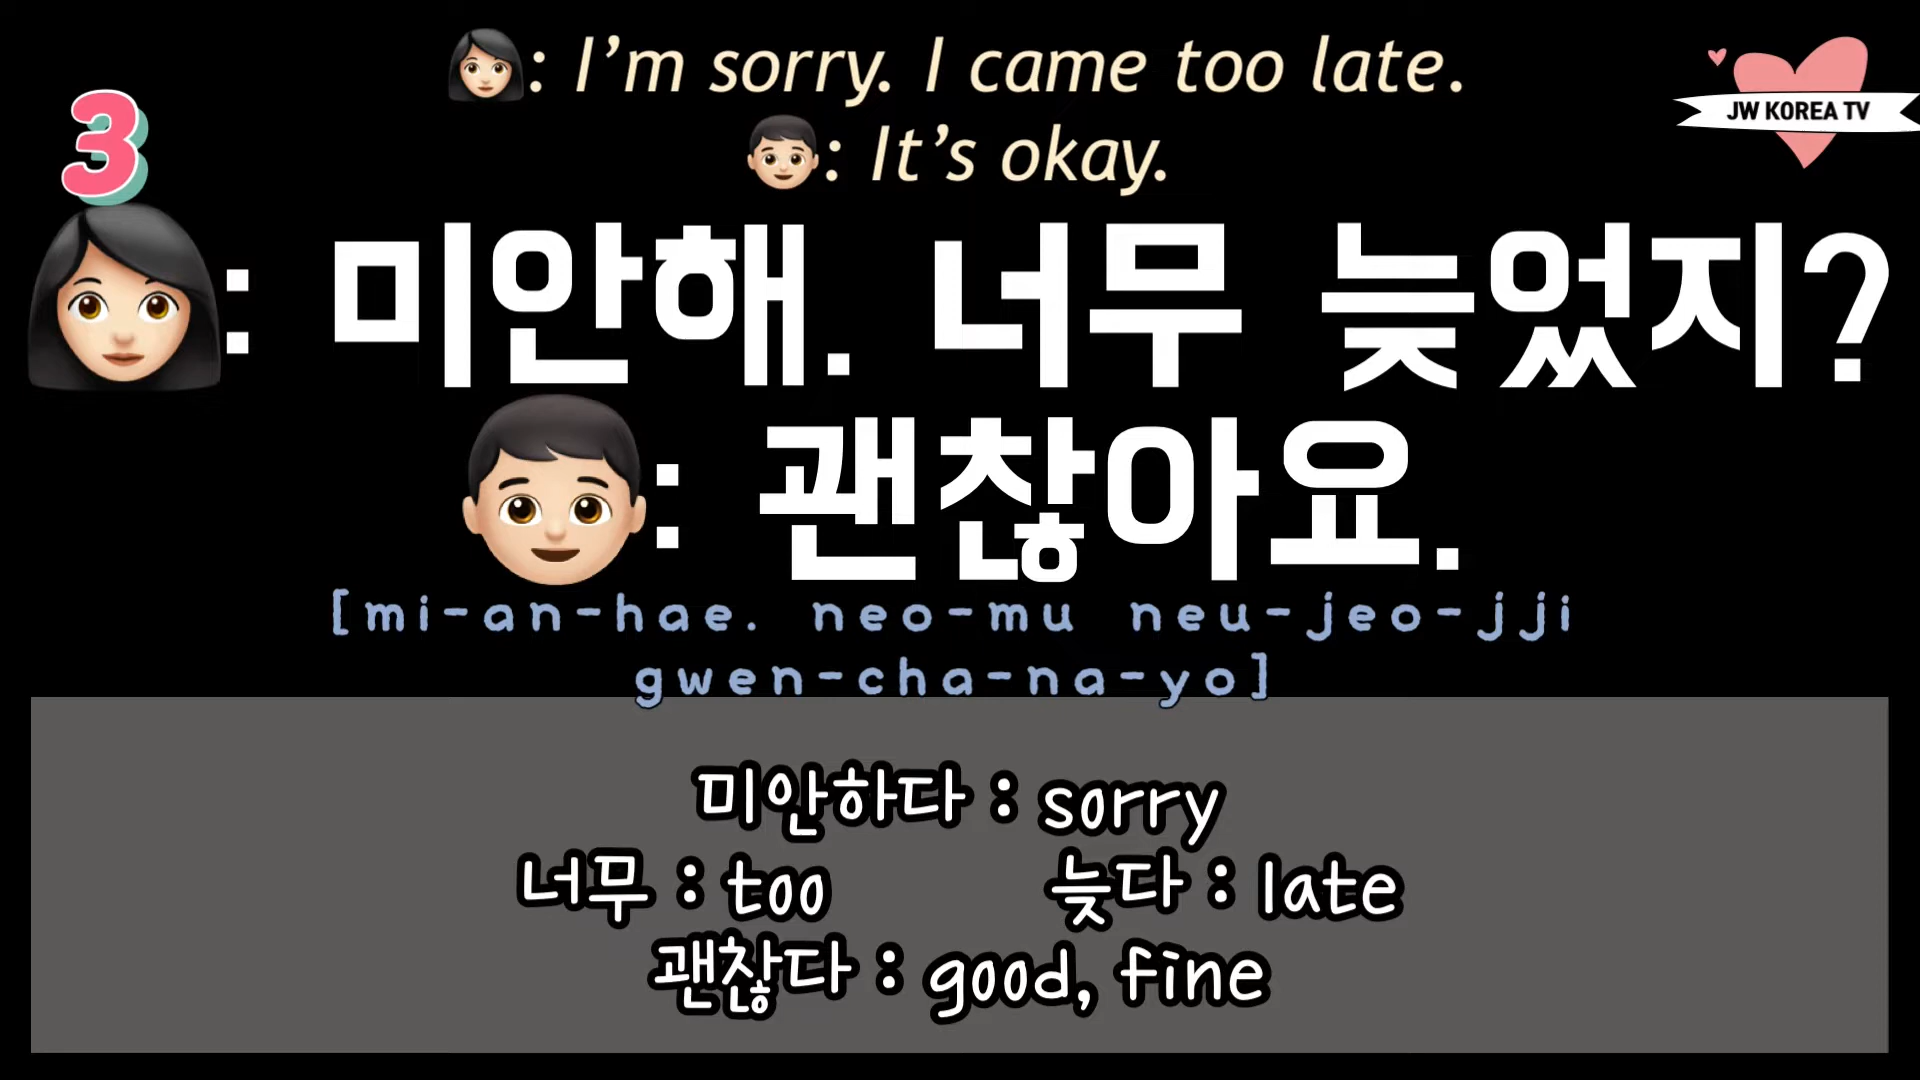 : I'm sorry. I came too late.
: It's okay.
JW KOREA TV
3
: 미안해. 너무 늦었지?
: 괜찮아요.
[mi-an-hae. neo-mu neu-jeo-jji
gwen-cha-na-yo]
미안하다 : sorry
너무 : too 늦다 : late
괜찮다 : good, fine